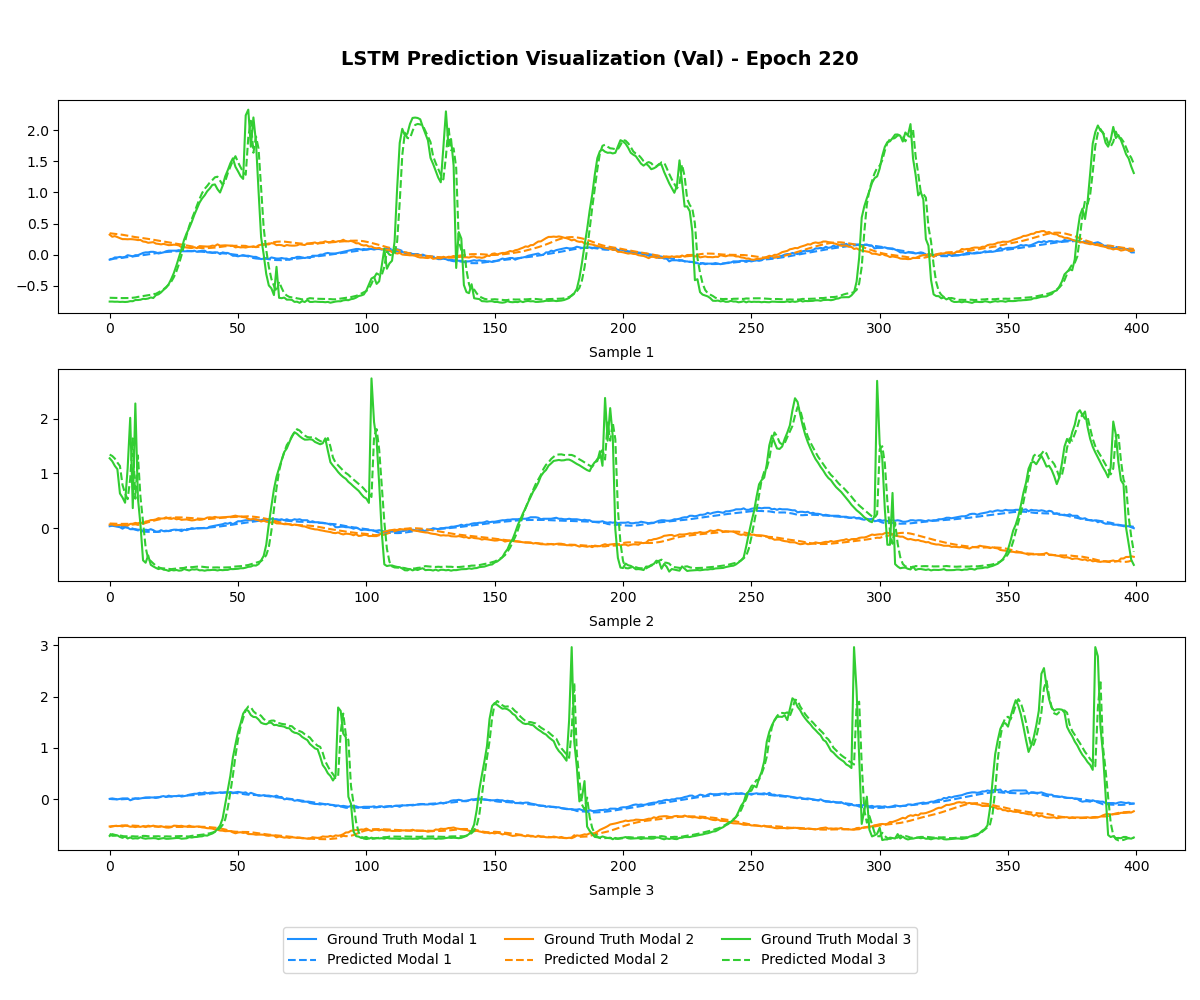 LSTM Prediction Visualization (Val) - Epoch 220
2.0
1.5
1.0
0.5
0.0
−0.5
0 50 100 150 200 250 300 350 400
Sample 1
2
1
0
0 50 100 150 200 250 300 350 400
Sample 2
3
2
1
0
0 50 100 150 200 250 300 350 400
Sample 3
Ground Truth Modal 1 Ground Truth Modal 2 Ground Truth Modal 3
Predicted Modal 1 Predicted Modal 2 Predicted Modal 3